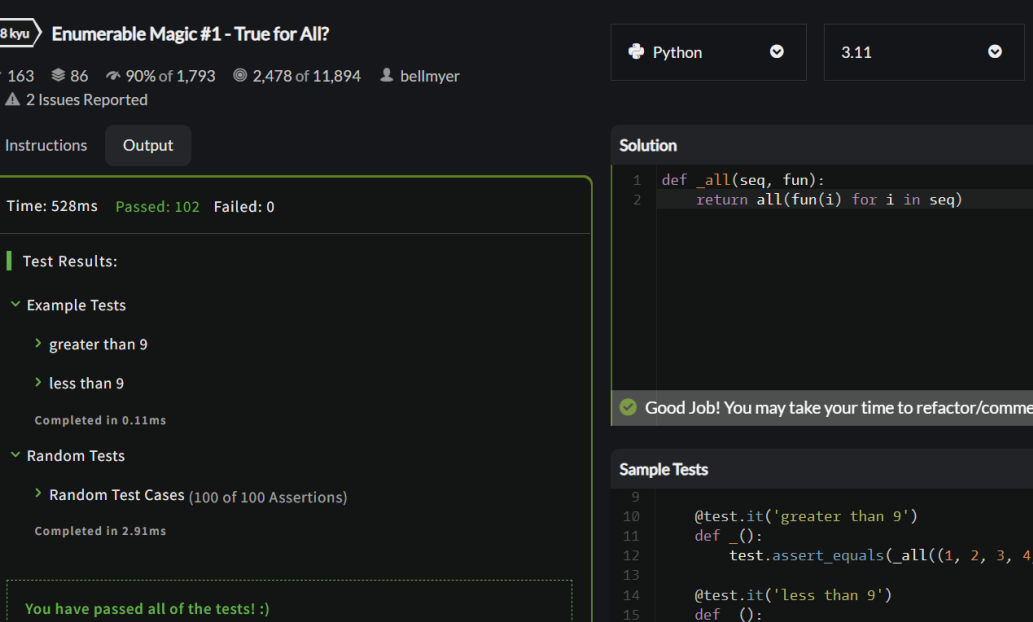 8 kyu Enumerable Magic #1 - True for All?
163 86 90% of 1,793 2,478 of 11,894 bellmyer
2 Issues Reported
Instructions Output
Time: 528ms Passed: 102 Failed: 0
Test Results:
Example Tests
greater than 9
less than 9
Completed in 0.11ms
Random Tests
Random Test Cases (100 of 100 Assertions)
Completed in 2.91ms
You have passed all of the tests! :)
Python 3.11
Solution
1 def _all(seq, fun):
2 return all(fun(i) for i in seq)
Good Job! You may take your time to refactor/comme
Sample Tests
9
10 @test.it('greater than 9')
11 def _():
12 test.assert_equals(_all((1, 2, 3, 4
13
14 @test.it('less than 9')
15 def _():